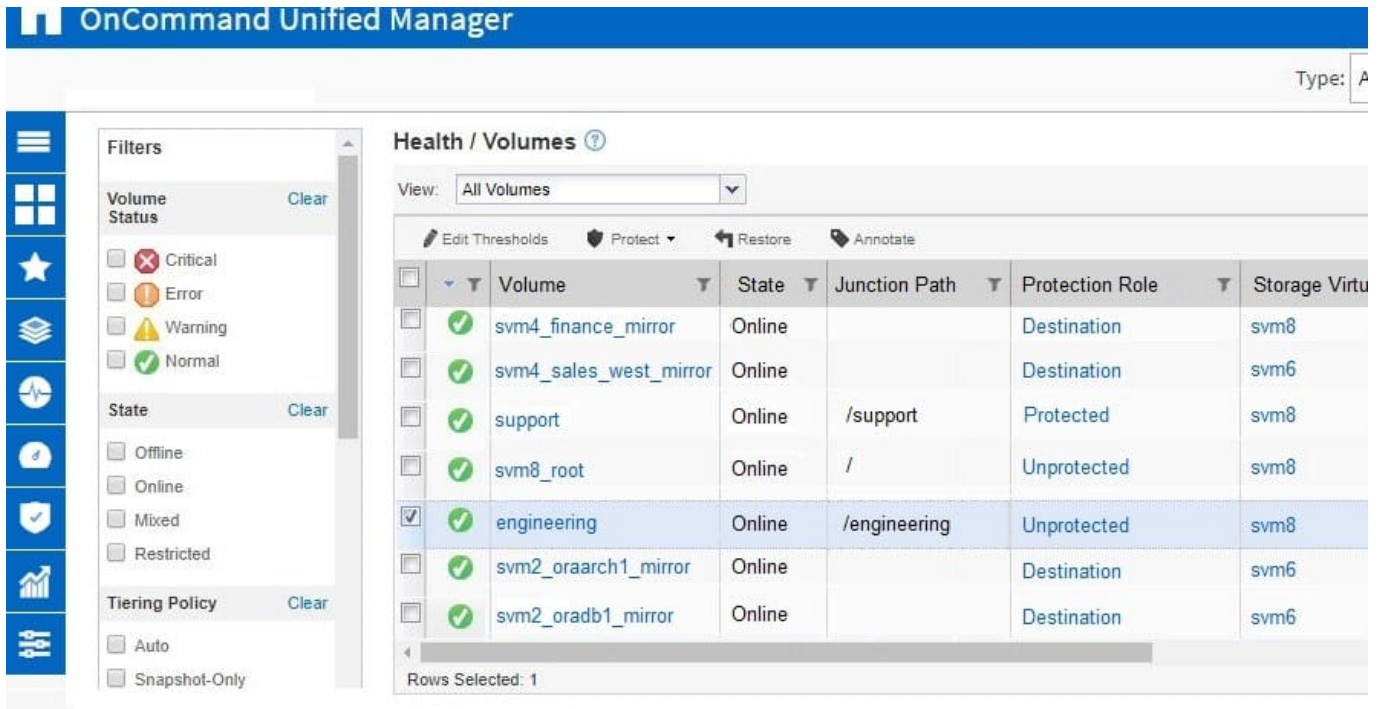 OnCommand Unified Manager
Type: A
Filters
Volume Status Clear
Critical
Error
Warning
Normal
State Clear
Offline
Online
Mixed
Restricted
Tiering Policy Clear
Auto
Snapshot-Only
Health / Volumes ?
View: All Volumes
Edit Thresholds Protect Restore Annotate
Volume State Junction Path Protection Role Storage Virtu
svm4_finance_mirror Online Destination svm8
svm4_sales_west_mirror Online Destination svm6
support Online /support Protected svm8
svm8_root Online / Unprotected svm8
engineering Online /engineering Unprotected svm8
svm2_oraarch1_mirror Online Destination svm6
svm2_oradb1_mirror Online Destination svm6
Rows Selected: 1